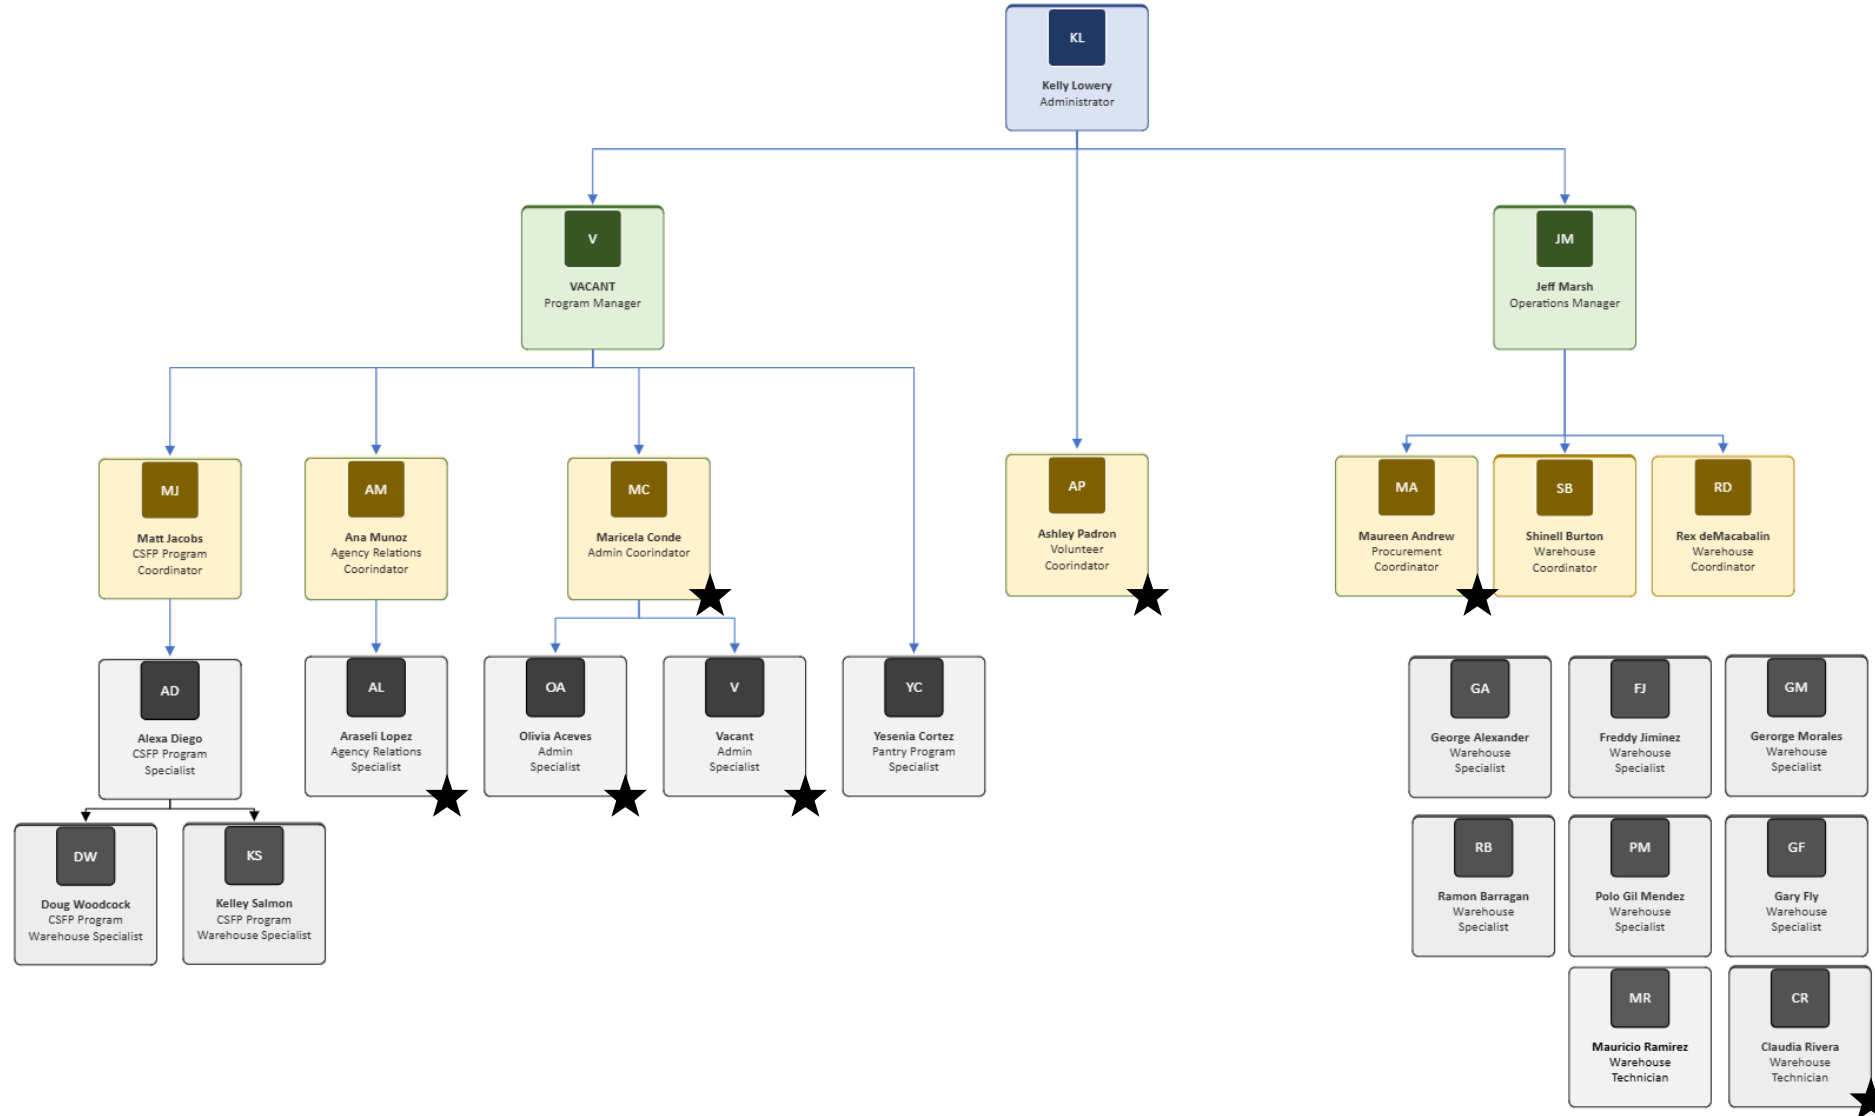 KL
Kelly Lowery
Administrator
V
VACANT
Program Manager
JM
Jeff Marsh
Operations Manager
MJ
Matt Jacobs
CSFP Program
Coordinator
AM
Ana Munoz
Agency Relations
Coorindator
MC
Maricela Conde
Admin Coorindator
AP
Ashley Padron
Volunteer
Coorindator
MA
Maureen Andrew
Procurement
Coordinator
SB
Shinell Burton
Warehouse
Coordinator
RD
Rex deMacabalin
Warehouse
Coordinator
AD
Alexa Diego
CSFP Program
Specialist
AL
Araseli Lopez
Agency Relations
Specialist
OA
Olivia Aceves
Admin
Specialist
V
Vacant
Admin
Specialist
YC
Yesenia Cortez
Pantry Program
Specialist
GA
George Alexander
Warehouse
Specialist
FJ
Freddy Jiminez
Warehouse
Specialist
GM
Gerorge Morales
Warehouse
Specialist
DW
Doug Woodcock
CSFP Program
Warehouse Specialist
KS
Kelley Salmon
CSFP Program
Warehouse Specialist
RB
Ramon Barragan
Warehouse
Specialist
PM
Polo Gil Mendez
Warehouse
Specialist
GF
Gary Fly
Warehouse
Specialist
MR
Mauricio Ramirez
Warehouse
Technician
CR
Claudia Rivera
Warehouse
Technician